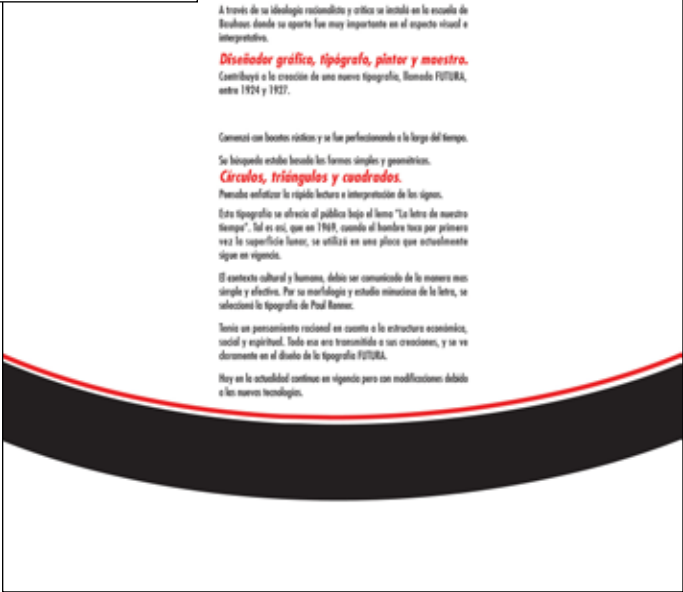 A través de su ideología racionalista y crítica se instaló en la escuela de
Bauhaus donde su aporte fue muy importante en el aspecto visual e
interpretativo.
Diseñador gráfico, tipógrafo, pintor y maestro.
Contribuyó a la creación de una nueva tipografía, llamada FUTURA,
entre 1924 y 1927.
Comenzó con bocetos rústicos y se fue perfeccionando a lo largo del tiempo.
Su búsqueda estaba basada las formas simples y geométricas.
Círculos, triángulos y cuadrados.
Pensaba enfatizar la rápida lectura e interpretación de los signos.
Esta tipografía se ofrecía al público bajo el lema "La letra de nuestro
tiempo". Tal es así, que en 1969, cuando el hombre toca por primera
vez la superficie lunar, se utilizó en una placa que actualmente
sigue en vigencia.
El contexto cultural y humano, debía ser comunicado de la manera mas
simple y efectiva. Por su morfología y estudio minucioso de la letra, se
seleccionó la tipografía de Paul Renner.
Tenía un pensamiento racional en cuanto a la estructura económica,
social y espiritual. Todo eso era transmitido a sus creaciones, y se ve
claramente en el diseño de la tipografía FUTURA.
Hoy en la actualidad continua en vigencia pero con modificaciones debido
a las nuevas tecnologías.